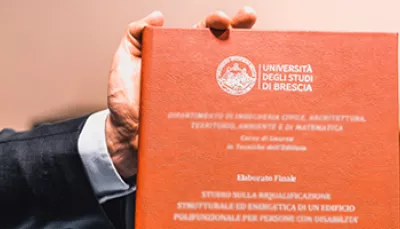 UNIVERSITÀ
DEGLI STUDI
DI BRESCIA
DIPARTIMENTO DI INGEGNERIA CIVILE, ARCHITETTURA,
TERRITORIO, AMBIENTE E DI MATEMATICA
Corso di Laurea
in Tecniche dell'Edilizia
Elaborato Finale
STUDIO SULLA RIQUALIFICAZIONE
STRUTTURALE ED ENERGETICA DI UN EDIFICIO
POLIFUNZIONALE PER PERSONE CON DISABILITA'